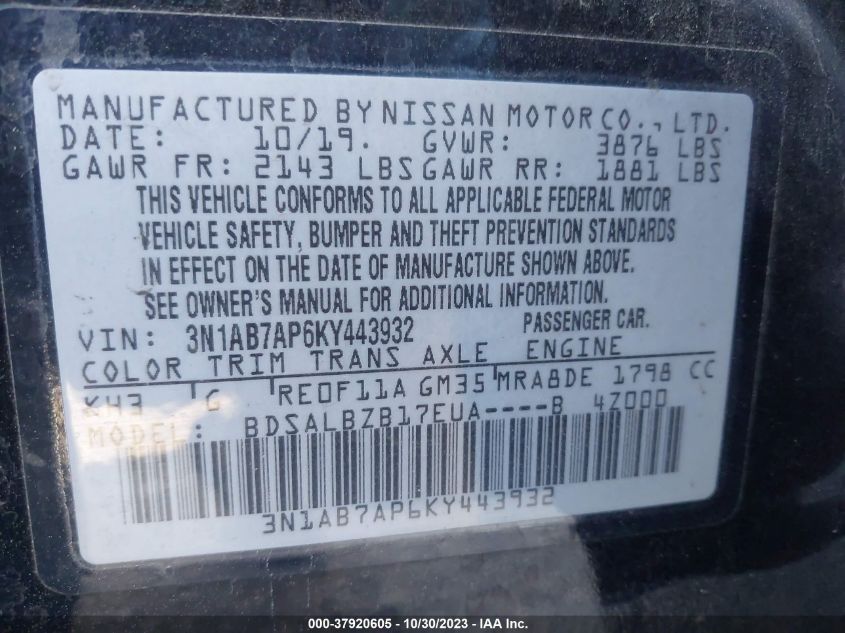 MANUFACTURED BY NISSAN MOTOR CO., LTD.
DATE: 10/19. GVWR: 3876 LBS
GAWR FR: 2143 LBS GAWR RR: 1881 LBS
THIS VEHICLE CONFORMS TO ALL APPLICABLE FEDERAL MOTOR
VEHICLE SAFETY, BUMPER AND THEFT PREVENTION STANDARDS
IN EFFECT ON THE DATE OF MANUFACTURE SHOWN ABOVE.
SEE OWNER'S MANUAL FOR ADDITIONAL INFORMATION.
VIN: 3N1AB7AP6KY443932 PASSENGER CAR.
COLOR TRIM TRANS AXLE ENGINE
KH3 G RE0F11A GM35 MRA8DE 1798 CC
MODEL: BDSALBZB17EUA----B 4Z000
3N1AB7AP6KY443932
000-37920605 - 10/30/2023 - IAA Inc.